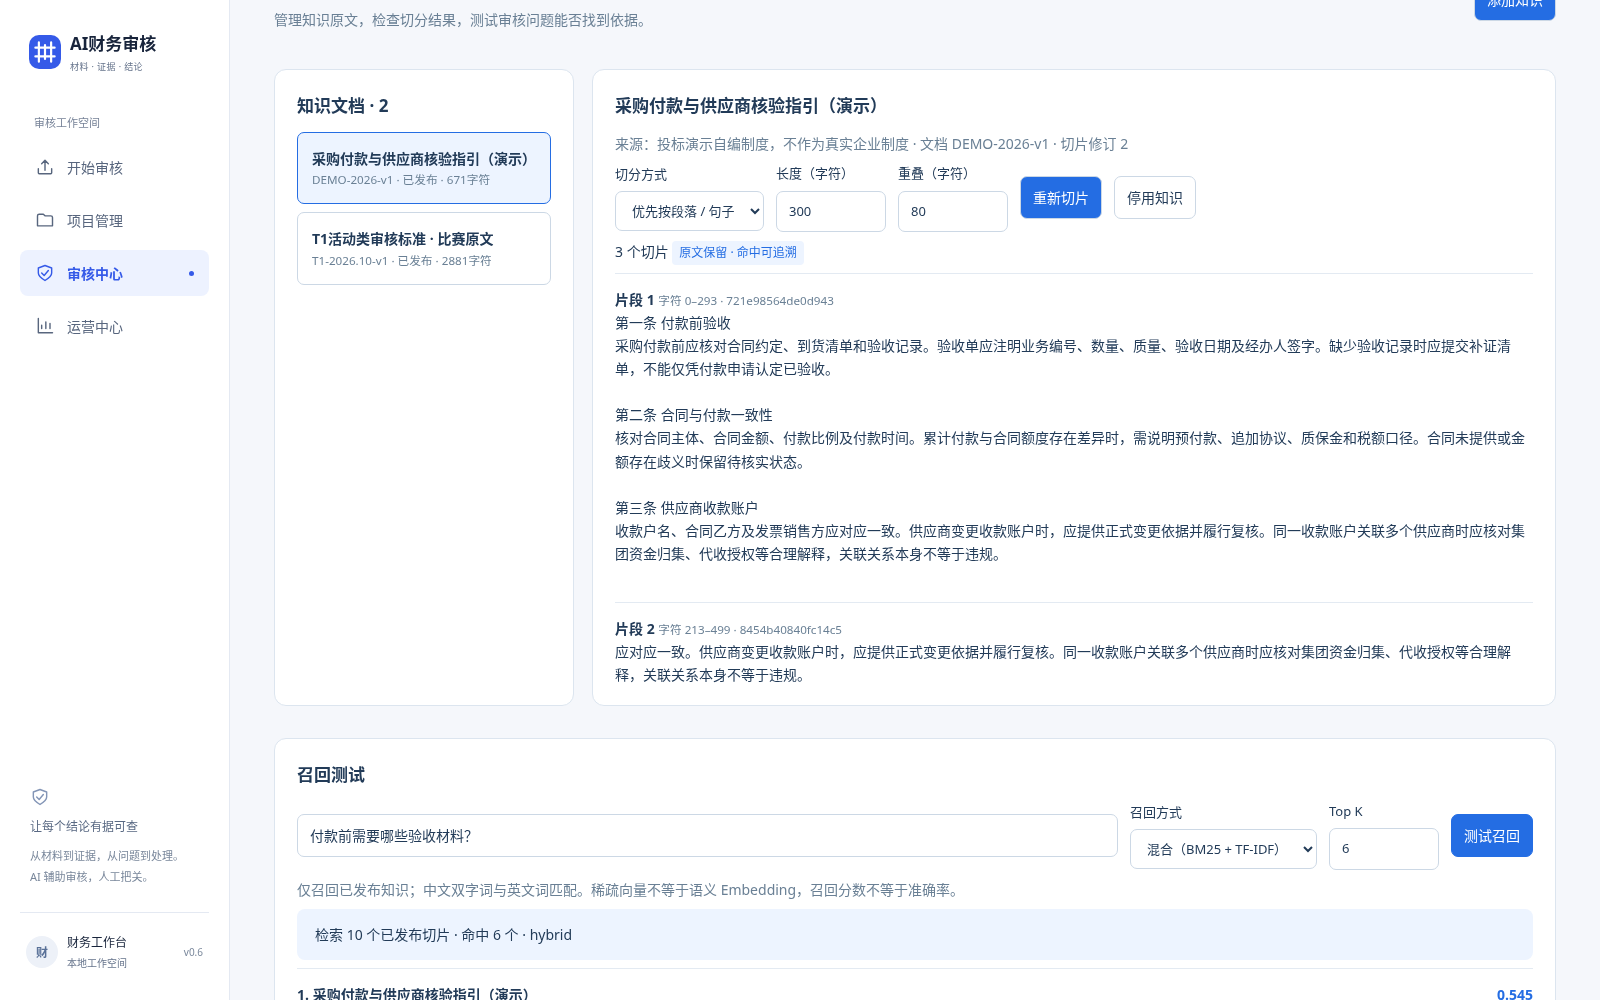 AI财务审核
材料 · 证据 · 结论
审核工作空间
开始审核
项目管理
审核中心
运营中心
让每个结论有据可查
从材料到证据，从问题到处理。
AI 辅助审核，人工把关。
财
财务工作台
本地工作空间
v0.6
管理知识原文，检查切分结果，测试审核问题能否找到依据。
添加知识
知识文档 · 2
采购付款与供应商核验指引（演示）
DEMO-2026-v1 · 已发布 · 671字符
T1活动类审核标准 · 比赛原文
T1-2026.10-v1 · 已发布 · 2881字符
采购付款与供应商核验指引（演示）
来源：投标演示自编制度，不作为真实企业制度 · 文档 DEMO-2026-v1 · 切片修订 2
切分方式
长度（字符）
重叠（字符）
优先按段落 / 句子
300
80
重新切片
停用知识
3 个切片 原文保留 · 命中可追溯
片段 1 字符 0–293 · 721e98564de0d943
第一条 付款前验收
采购付款前应核对合同约定、到货清单和验收记录。验收单应注明业务编号、数量、质量、验收日期及经办人签字。缺少验收记录时应提交补证清
单，不能仅凭付款申请认定已验收。
第二条 合同与付款一致性
核对合同主体、合同金额、付款比例及付款时间。累计付款与合同额度存在差异时，需说明预付款、追加协议、质保金和税额口径。合同未提供或金
额存在歧义时保留待核实状态。
第三条 供应商收款账户
收款户名、合同乙方及发票销售方应对应一致。供应商变更收款账户时，应提供正式变更依据并履行复核。同一收款账户关联多个供应商时应核对集
团资金归集、代收授权等合理解释，关联关系本身不等于违规。
片段 2 字符 213–499 · 8454b40840fc14c5
应对应一致。供应商变更收款账户时，应提供正式变更依据并履行复核。同一收款账户关联多个供应商时应核对集团资金归集、代收授权等合理解
释，关联关系本身不等于违规。
召回测试
付款前需要哪些验收材料？
召回方式
混合（BM25 + TF-IDF）
Top K
6
测试召回
仅召回已发布知识；中文双字词与英文词匹配。稀疏向量不等于语义 Embedding，召回分数不等于准确率。
检索 10 个已发布切片 · 命中 6 个 · hybrid
1. 采购付款与供应商核验指引（演示）
0.545